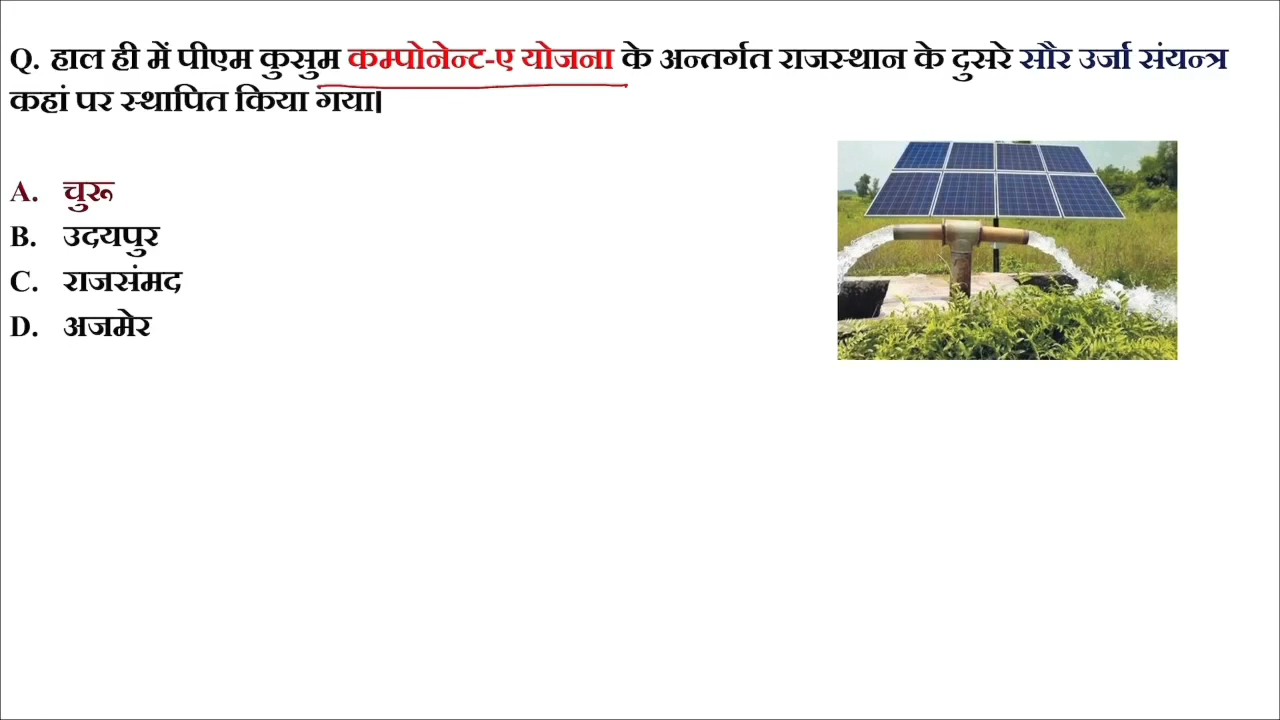 Q. हाल ही में पीएम कुसुम कम्पोनेन्ट-ए योजना के अन्तर्गत राजस्थान के दुसरे सौर उर्जा संयन्त्र
कहां पर स्थापित किया गया।
A. चुरू
B. उदयपुर
C. राजसंमद
D. अजमेर